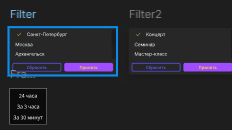 Filter
Filter2
✓ Санкт-Петербург
Москва
Архангельск
Сбросить Принять
✓ Концерт
Семинар
Мастер-класс
Сбросить Принять
Fra...
24 часа
За 3 часа
За 30 минут